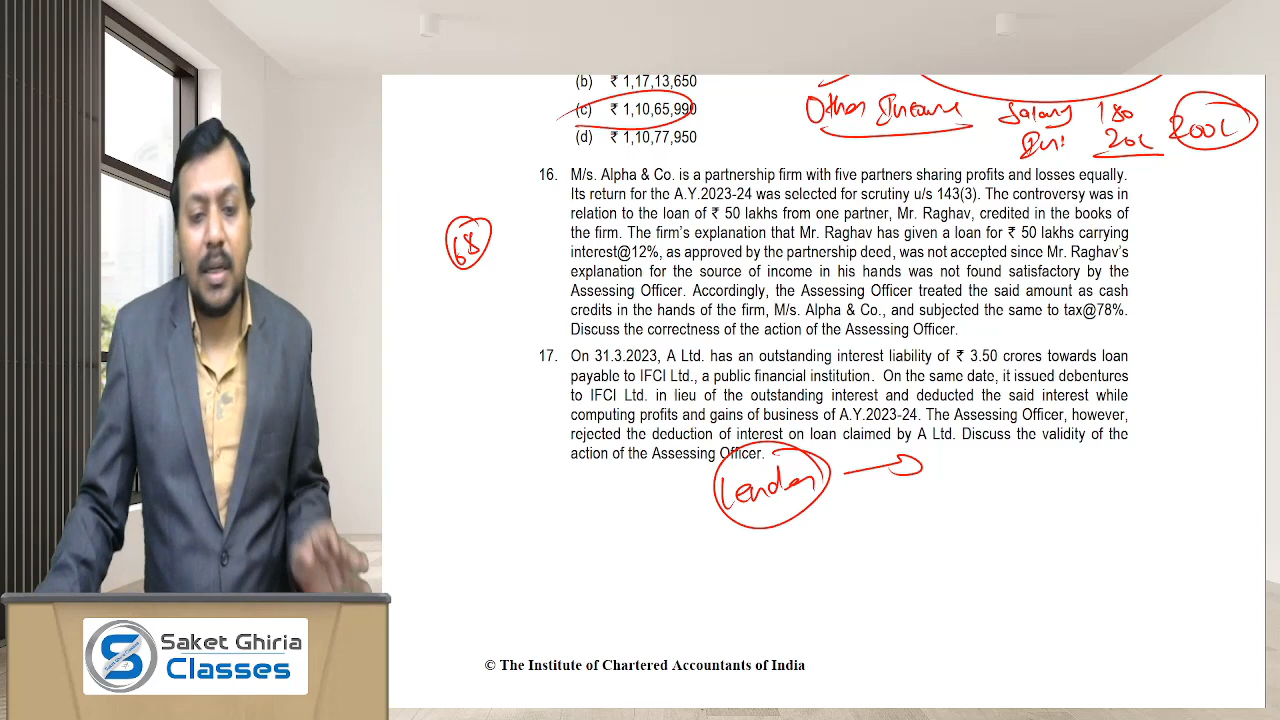 (b) ₹ 1,17,13,650
(c) ₹ 1,10,65,990
(d) ₹ 1,10,77,950
Other Income
Salary 180
20L
200L
16. M/s. Alpha & Co. is a partnership firm with five partners sharing profits and losses equally.
Its return for the A.Y.2023-24 was selected for scrutiny u/s 143(3). The controversy was in
relation to the loan of ₹ 50 lakhs from one partner, Mr. Raghav, credited in the books of
the firm. The firm's explanation that Mr. Raghav has given a loan for ₹ 50 lakhs carrying
interest@12%, as approved by the partnership deed, was not accepted since Mr. Raghav's
explanation for the source of income in his hands was not found satisfactory by the
Assessing Officer. Accordingly, the Assessing Officer treated the said amount as cash
credits in the hands of the firm, M/s. Alpha & Co., and subjected the same to tax@78%.
Discuss the correctness of the action of the Assessing Officer.
68
17. On 31.3.2023, A Ltd. has an outstanding interest liability of ₹ 3.50 crores towards loan
payable to IFCI Ltd., a public financial institution. On the same date, it issued debentures
to IFCI Ltd. in lieu of the outstanding interest and deducted the said interest while
computing profits and gains of business of A.Y.2023-24. The Assessing Officer, however,
rejected the deduction of interest on loan claimed by A Ltd. Discuss the validity of the
action of the Assessing Officer.
Lender
© The Institute of Chartered Accountants of India
S
Saket Ghiria
Classes